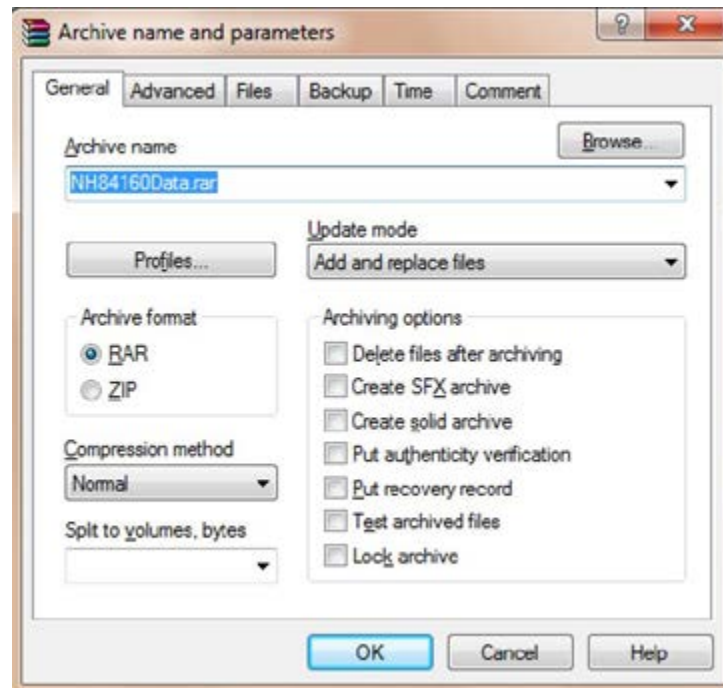 Archive name and parameters
General Advanced Files Backup Time Comment
Archive name
Browse...
NH84160Data.rar
Update mode
Profiles...
Add and replace files
Archive format
RAR
ZIP
Archiving options
Delete files after archiving
Create SFX archive
Create solid archive
Put authenticity verification
Put recovery record
Test archived files
Lock archive
Compression method
Normal
Split to volumes, bytes
OK Cancel Help